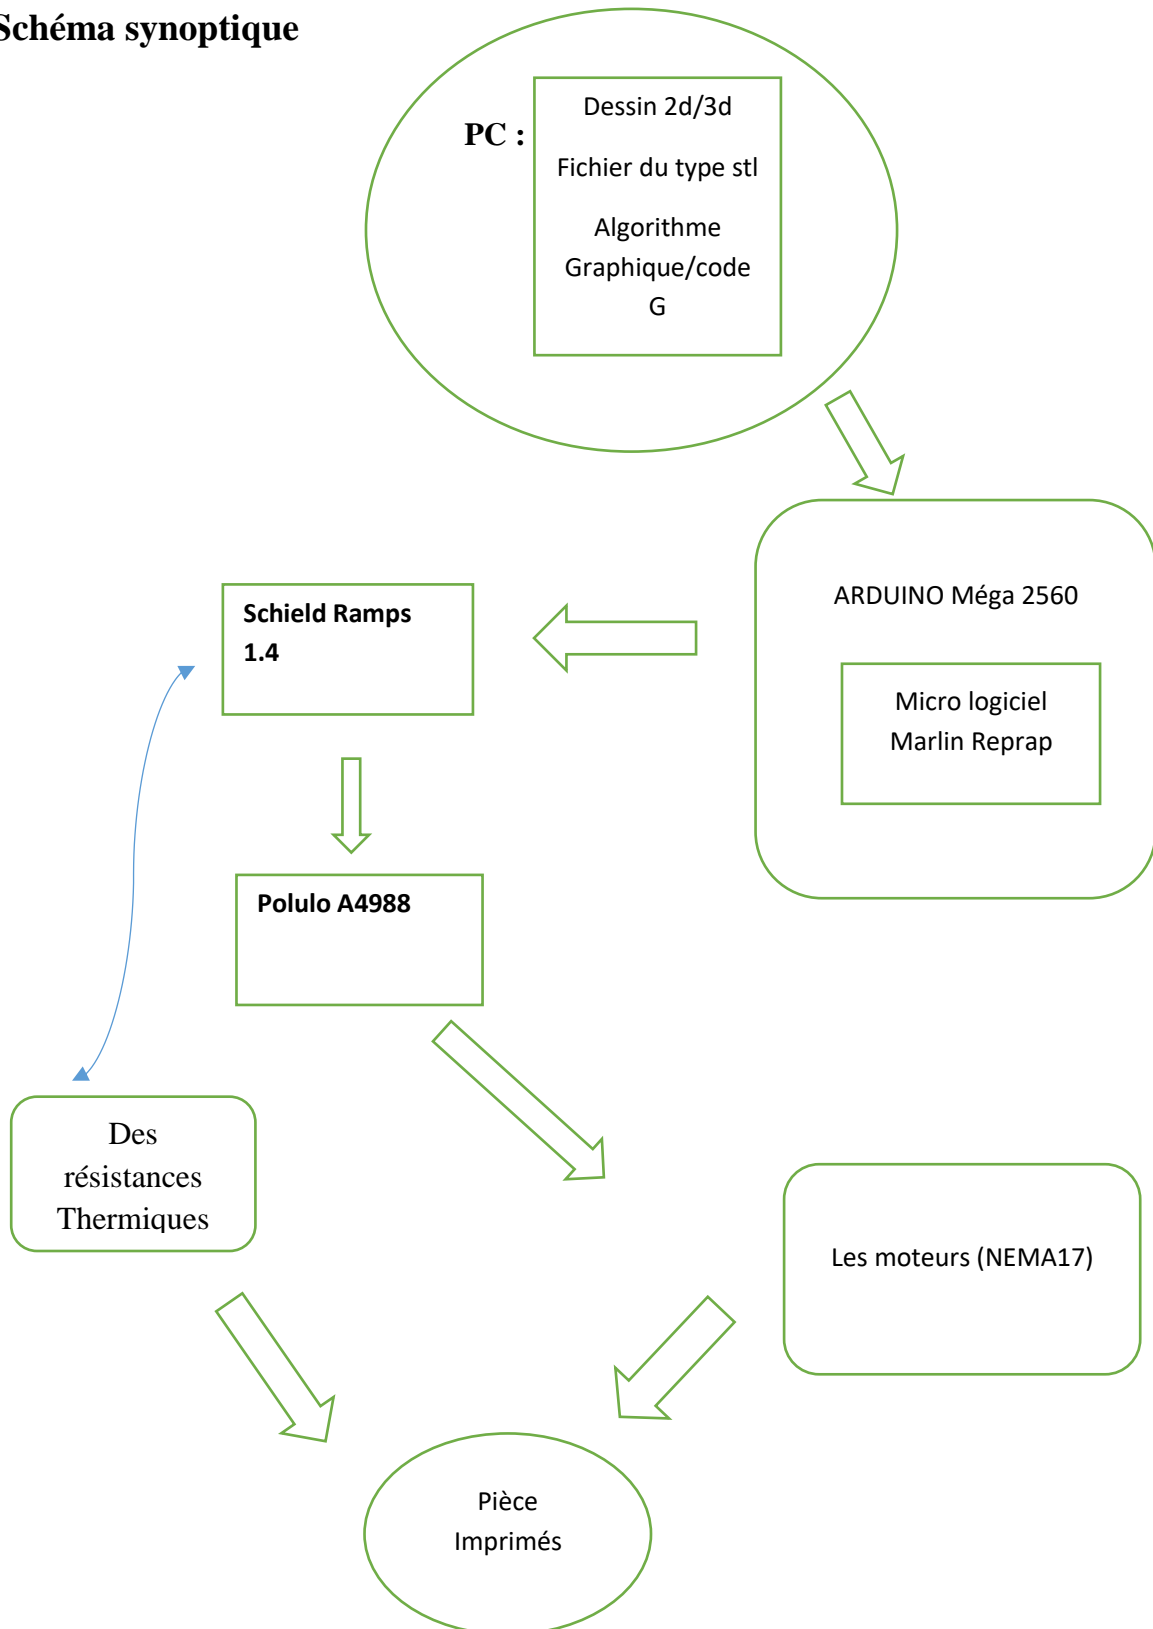 Schéma synoptique
PC :
Dessin 2d/3d
Fichier du type stl
Algorithme
Graphique/code
G
ARDUINO Méga 2560
Micro logiciel
Marlin Reprap
Schield Ramps
1.4
Polulo A4988
Des
résistances
Thermiques
Les moteurs (NEMA17)
Pièce
Imprimés